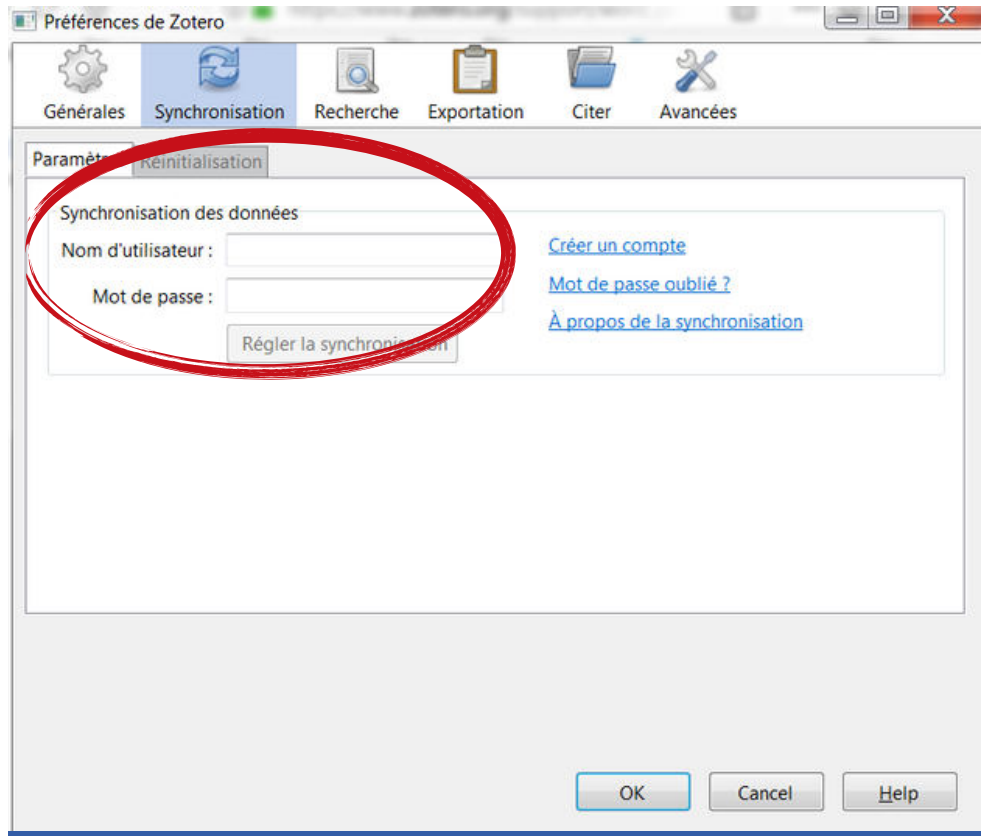 Préférences de Zotero
Générales Synchronisation Recherche Exportation Citer Avancées
Réinitialisation
Synchronisation des données
Nom d'utilisateur :
Créer un compte
Mot de passe :
Mot de passe oublié ?
À propos de la synchronisation
Régler la synchronisation
OK Cancel Help